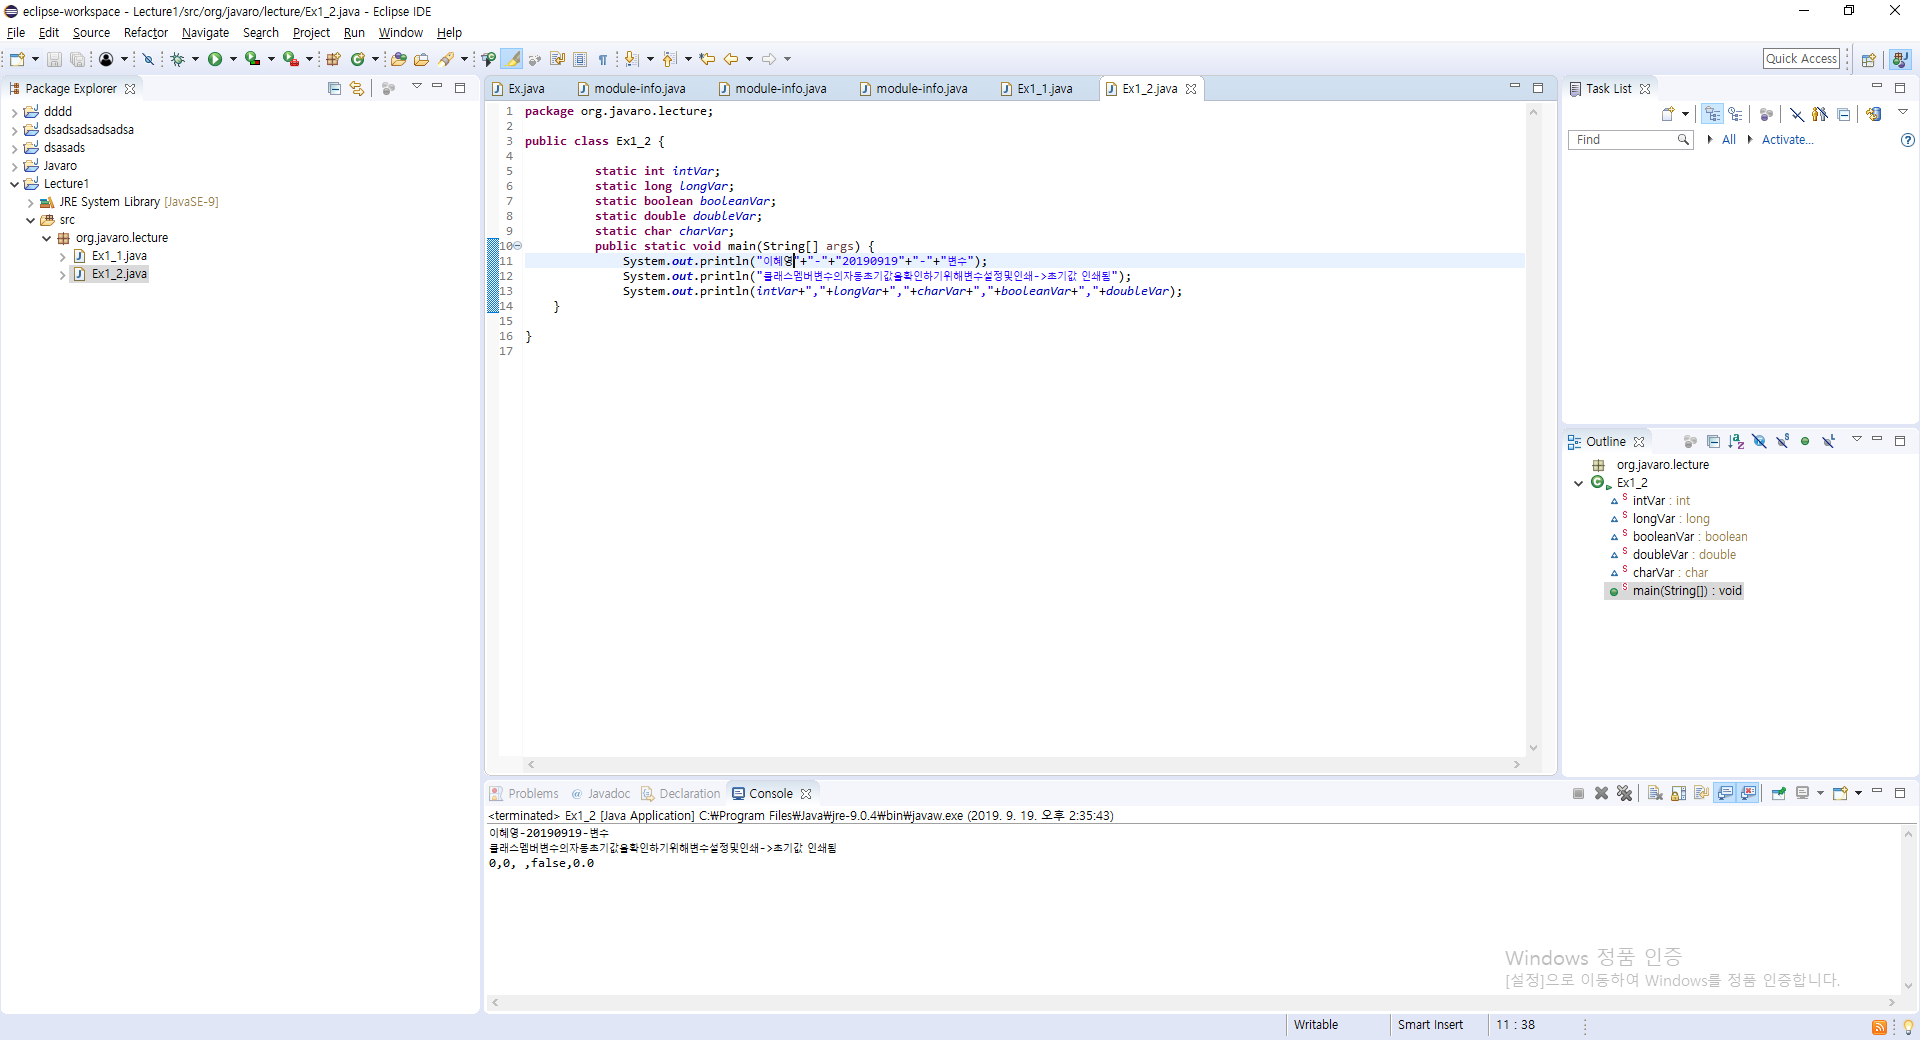 eclipse-workspace - Lecture1/src/org/javaro/lecture/Ex1_2.java - Eclipse IDE
File Edit Source Refactor Navigate Search Project Run Window Help
Quick Access
Package Explorer
dddd
dsadsadsadsadsa
dsasads
Javaro
Lecture1
JRE System Library [JavaSE-9]
src
org.javaro.lecture
Ex1_1.java
Ex1_2.java
Ex.java module-info.java module-info.java module-info.java Ex1_1.java Ex1_2.java
1 package org.javaro.lecture;
2
3 public class Ex1_2 {
4
5 static int intVar;
6 static long longVar;
7 static boolean booleanVar;
8 static double doubleVar;
9 static char charVar;
10 public static void main(String[] args) {
11 System.out.println("이혜영"+"-"+"20190919"+"-"+"변수");
12 System.out.println("클래스멤버변수의자동초기값을확인하기위해변수설정및인쇄->초기값 인쇄됨");
13 System.out.println(intVar+","+longVar+","+charVar+","+booleanVar+","+doubleVar);
14 }
15
16 }
17
Task List
Find All Activate...
Outline
org.javaro.lecture
Ex1_2
intVar : int
longVar : long
booleanVar : boolean
doubleVar : double
charVar : char
main(String[]) : void
Problems @ Javadoc Declaration Console
<terminated> Ex1_2 [Java Application] C:₩Program Files₩Java₩jre-9.0.4₩bin₩javaw.exe (2019. 9. 19. 오후 2:35:43)
이혜영-20190919-변수
클래스멤버변수의자동초기값을확인하기위해변수설정및인쇄->초기값 인쇄됨
0,0, ,false,0.0
Windows 정품 인증
[설정]으로 이동하여 Windows를 정품 인증합니다.
Writable Smart Insert 11 : 38